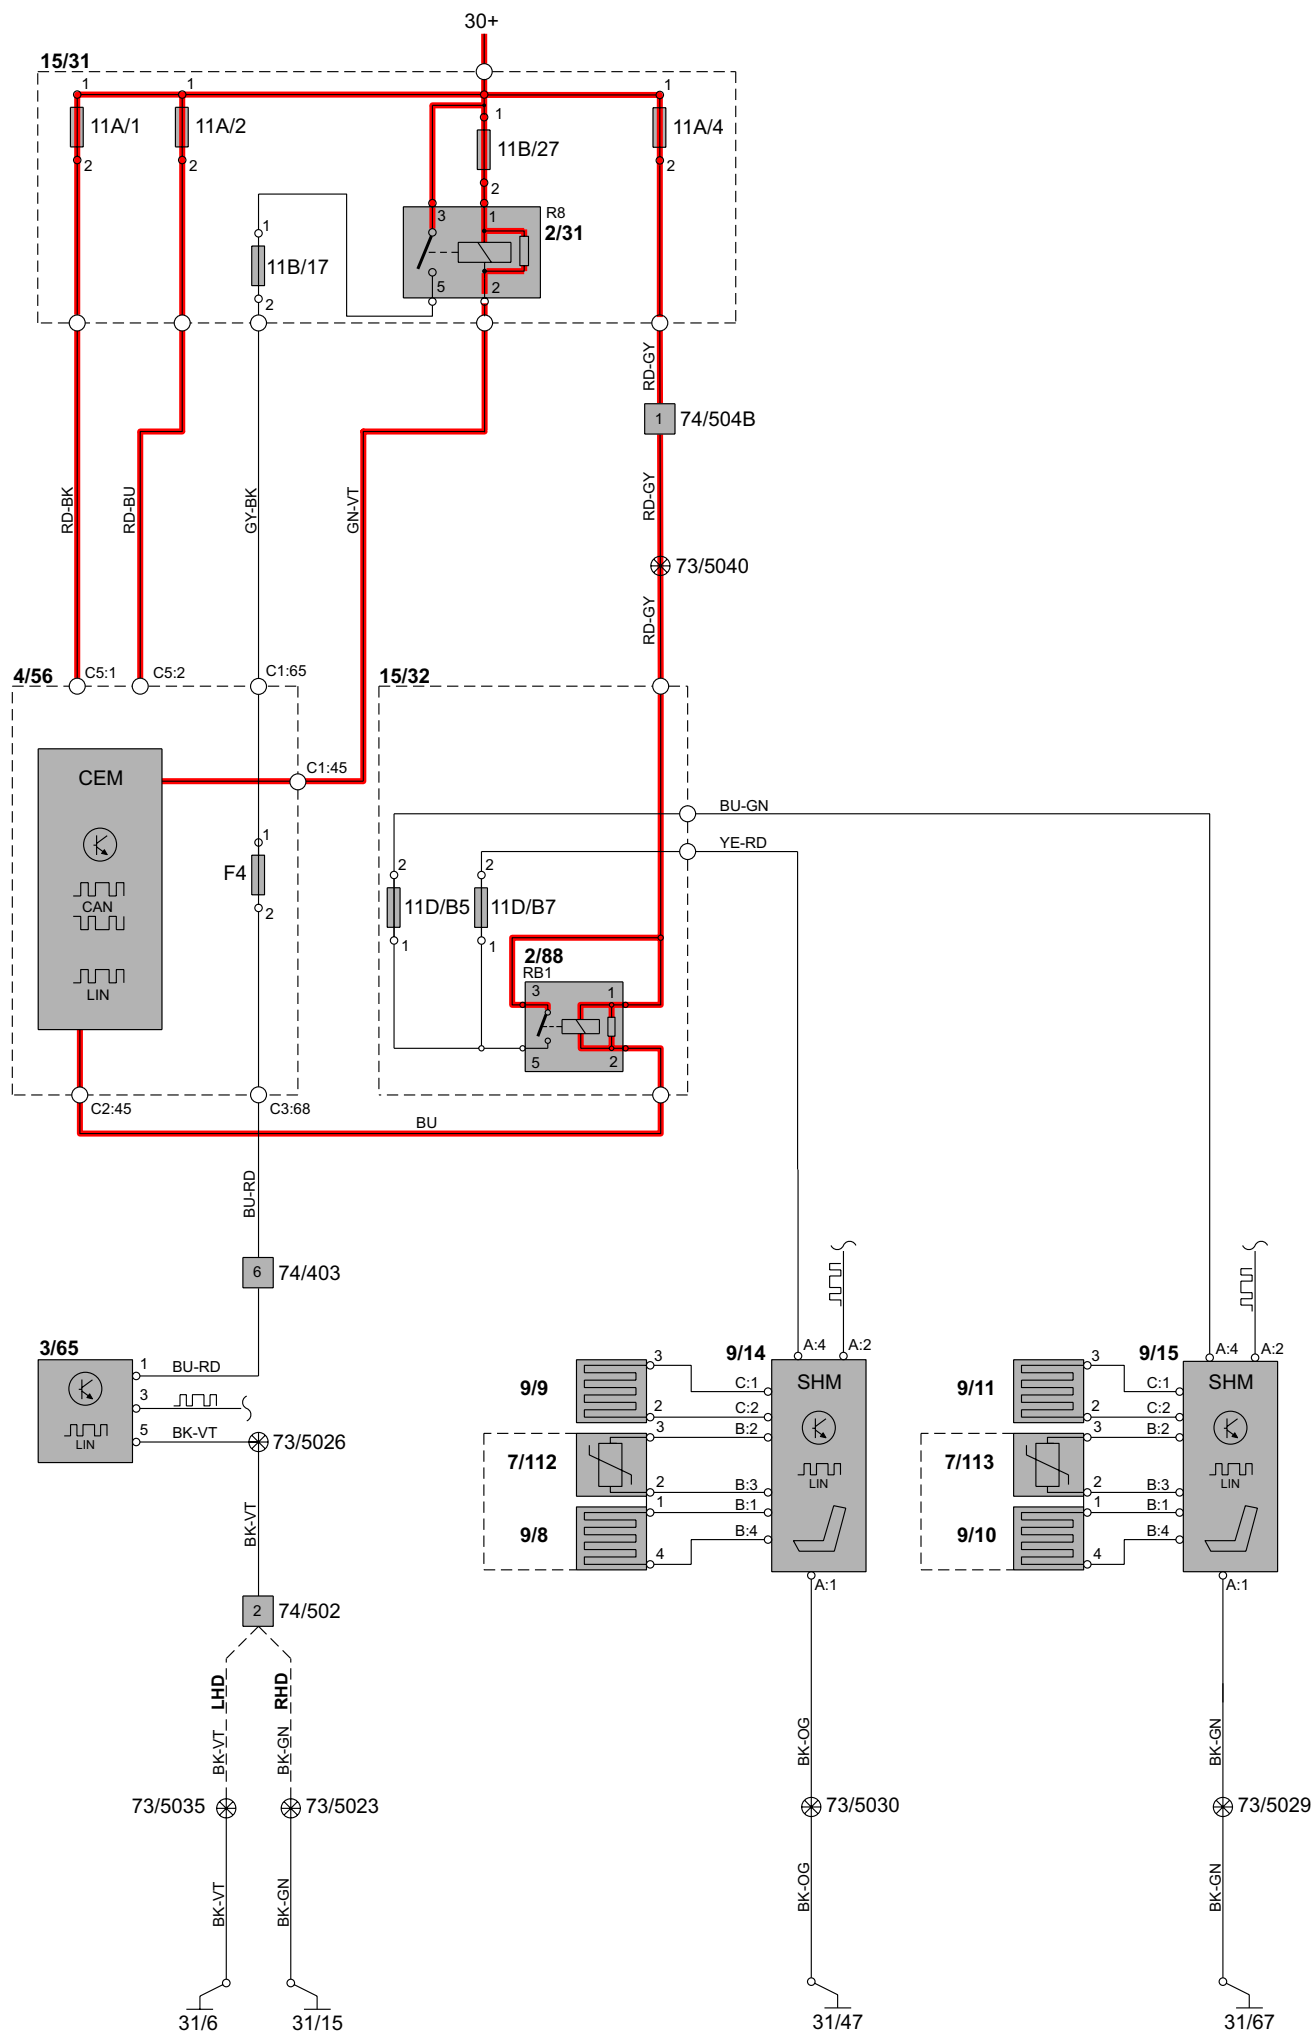 30+
15/31
1
1
1
1
11A/1
11A/2
11B/27
11A/4
2
2
2
2
3
1
R8
2/31
1
11B/17
2
5
2
RD-GY
1
74/504B
RD-BK
RD-BU
GY-BK
GN-VT
RD-GY
73/5040
RD-GY
4/56
C5:1
C5:2
C1:65
15/32
CEM
C1:45
BU-GN
YE-RD
1
F4
2
CAN
LIN
2
2
11D/B5
11D/B7
1
1
2/88
RB1
3
1
5
2
C2:45
C3:68
BU
BU-RD
6
74/403
3/65
1
BU-RD
3
5
BK-VT
LIN
73/5026
BK-VT
2
74/502
LHD
RHD
BK-VT
BK-GN
73/5035
73/5023
BK-VT
BK-GN
31/6
31/15
9/14
A:4
A:2
SHM
LIN
9/9
3
C:1
2
C:2
7/112
3
B:2
2
B:3
9/8
1
B:1
4
B:4
A:1
BK-OG
73/5030
BK-OG
31/47
9/15
A:4
A:2
SHM
LIN
9/11
3
C:1
2
C:2
7/113
3
B:2
2
B:3
9/10
1
B:1
4
B:4
A:1
BK-GN
73/5029
BK-GN
31/67